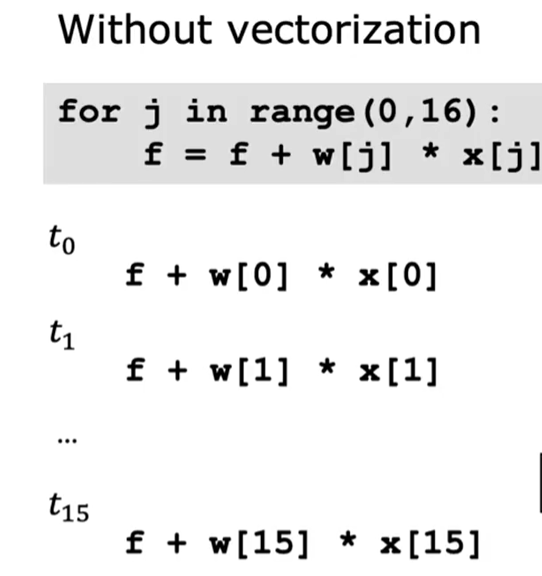 Without vectorization
for j in range(0,16):
f = f + w[j] * x[j]
t₀
f + w[0] * x[0]
t₁
f + w[1] * x[1]
...
t₁₅
f + w[15] * x[15]